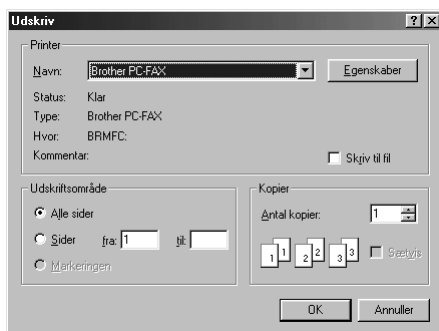 Udskriv
Printer
Navn: Brother PC-FAX Egenskaber
Status: Klar
Type: Brother PC-FAX
Hvor: BRMFC:
Kommentar: Skriv til fil
Udskriftsområde
Alle sider
Sider fra: 1 til:
Markeringen
Kopier
Antal kopier: 1
1 1 2 2 3 3 Sætvis
OK Annuller